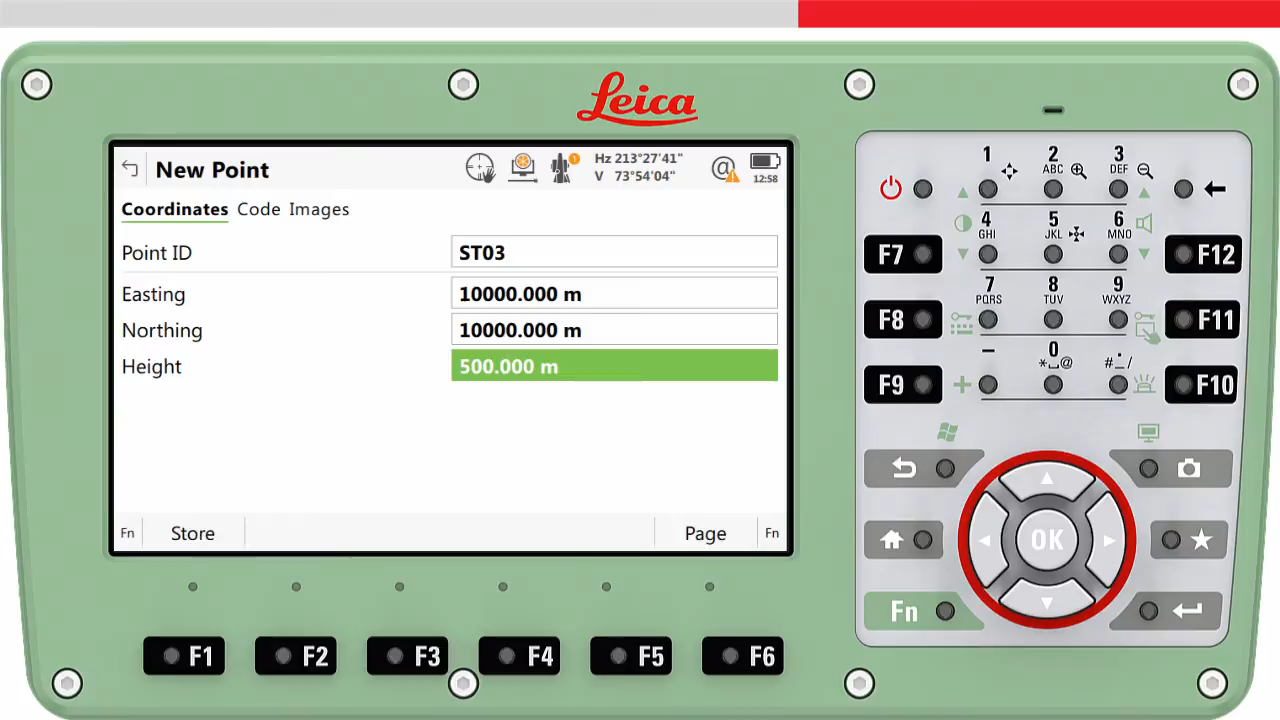 Leica
New Point
Hz 213°27'41"
V 73°54'04"
@
1
12:58
Coordinates Code Images
Point ID ST03
Easting 10000.000 m
Northing 10000.000 m
Height 500.000 m
Fn Store Page Fn
F1 F2 F3 F4 F5 F6
1 2 3
ABC DEF
4 5 6
GHI JKL MNO
F7 F12
7 8 9
PQRS TUV WXYZ
F8 F11
– 0 .
*⎵@ #_/
F9 + F10
OK
Fn